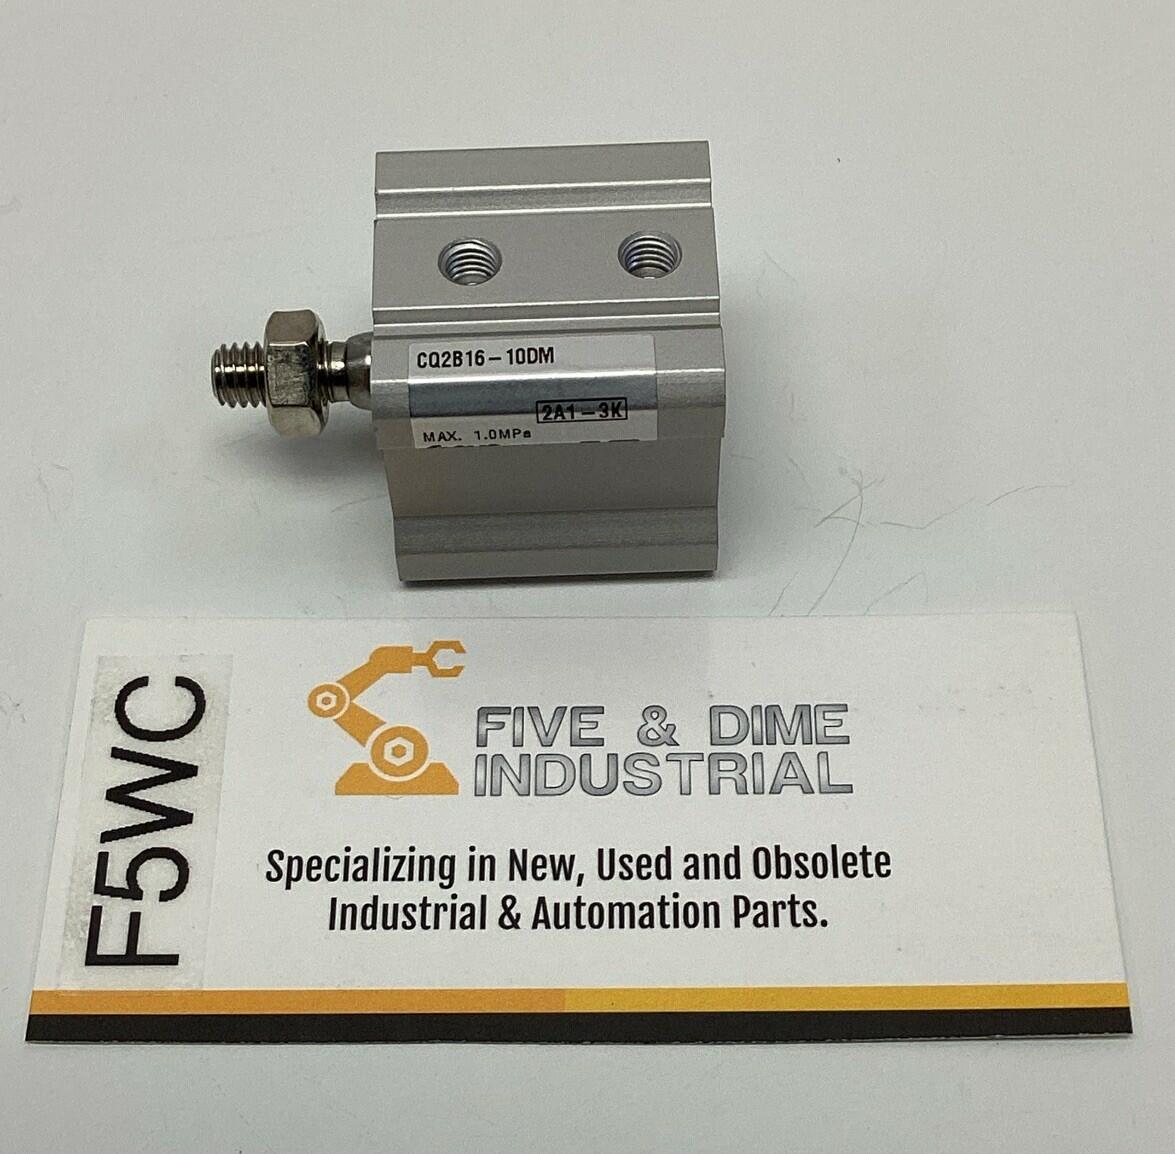 CQ2B16-10DM
2A1-3K
MAX. 1.0MPa
F5WC
FIVE & DIME
INDUSTRIAL
Specializing in New, Used and Obsolete
Industrial & Automation Parts.